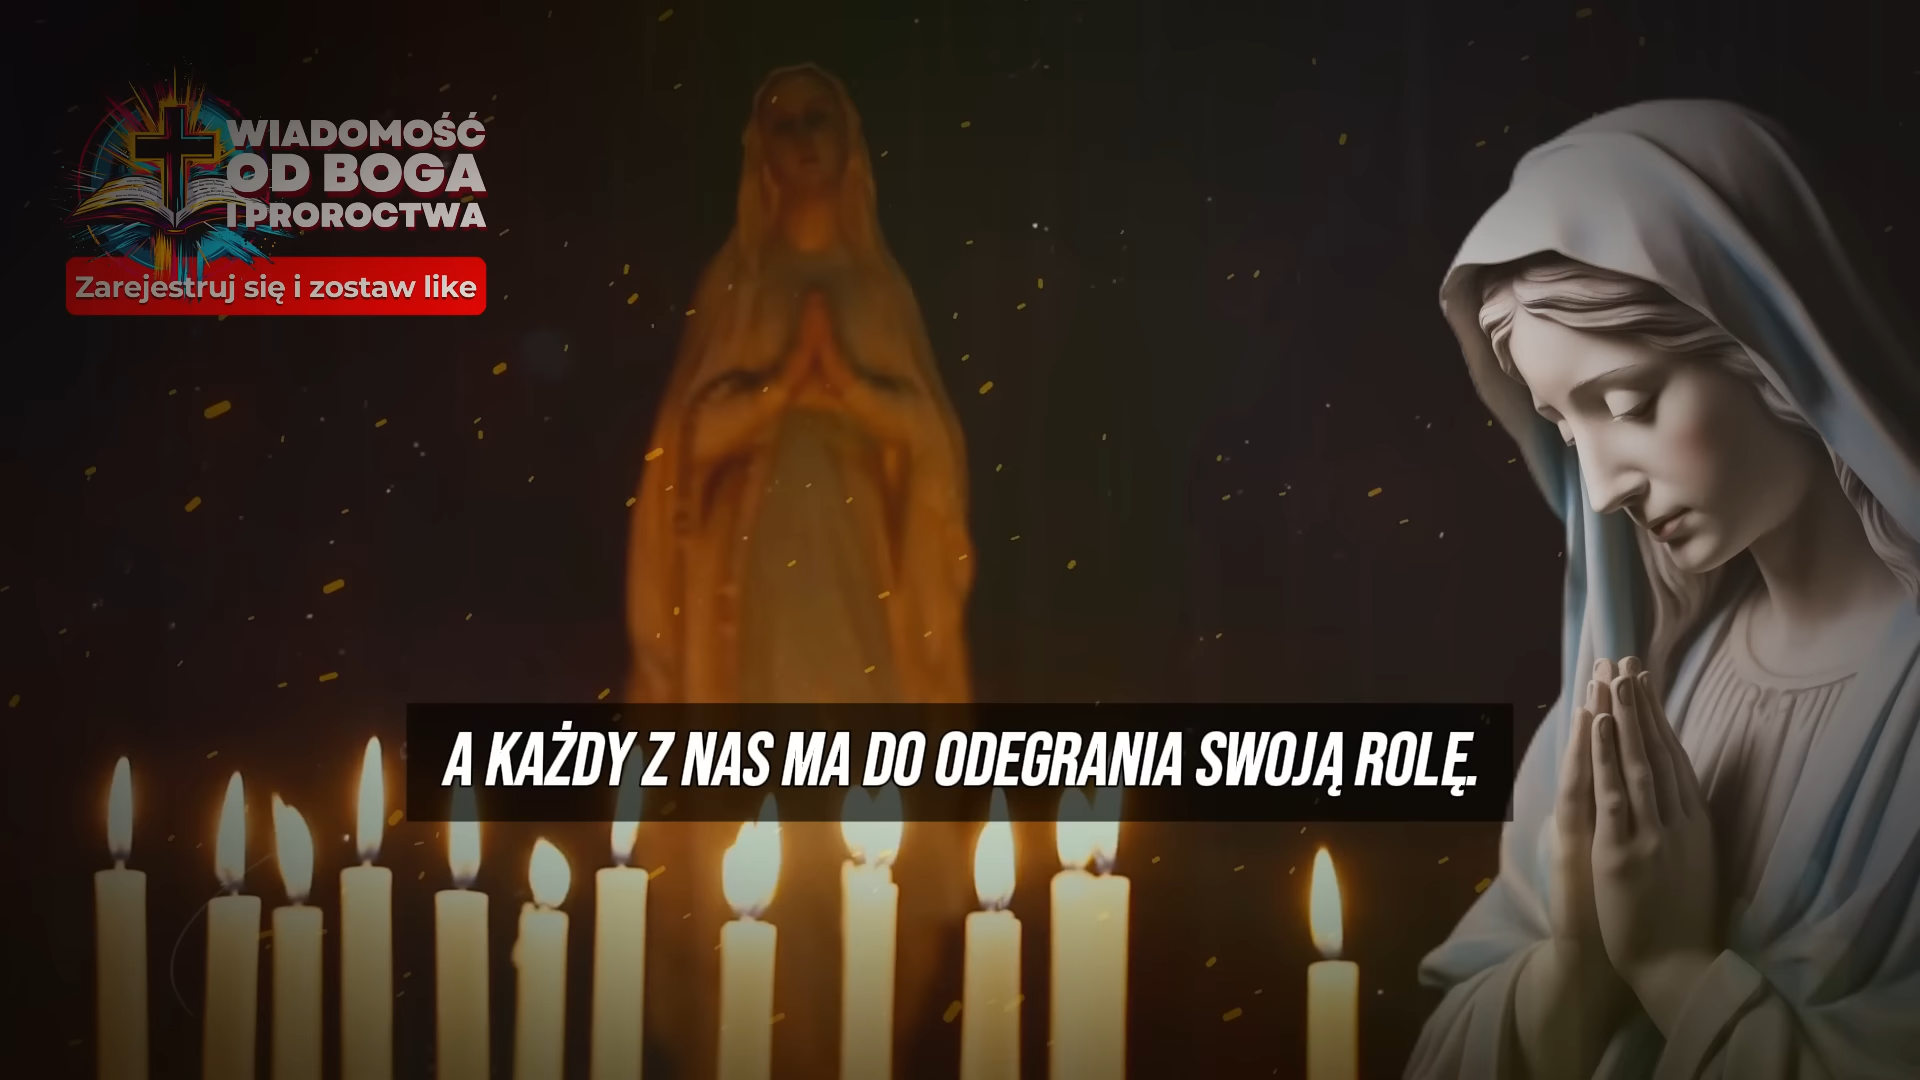 WIADOMOŚĆ
OD BOGA
I PROROCTWA
Zarejestruj się i zostaw like
A KAŻDY Z NAS MA DO ODEGRANIA SWOJĄ ROLĘ.